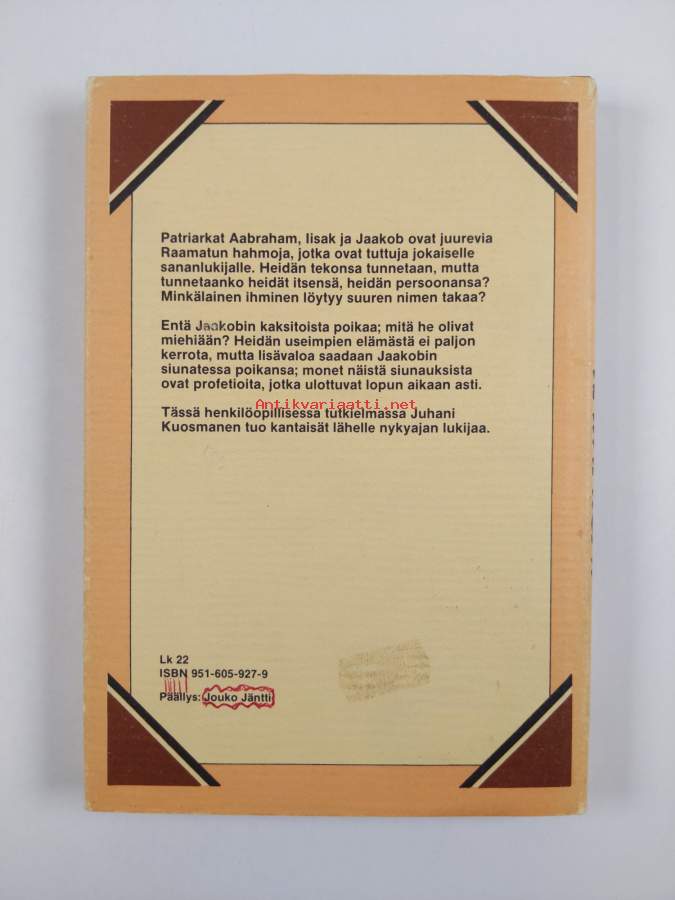 Patriarkat Aabraham, Iisak ja Jaakob ovat juurevia
Raamatun hahmoja, jotka ovat tuttuja jokaiselle
sananlukijalle. Heidän tekonsa tunnetaan, mutta
tunnetaanko heidät itsensä, heidän persoonansa?
Minkälainen ihminen löytyy suuren nimen takaa?
Entä Jaakobin kaksitoista poikaa; mitä he olivat
miehiään? Heidän useimpien elämästä ei paljon
kerrota, mutta lisävaloa saadaan Jaakobin
siunatessa poikansa; monet näistä siunauksista
ovat profetioita, jotka ulottuvat lopun aikaan asti.
Antikvariaatti.net
Tässä henkilöopillisessa tutkielmassa Juhani
Kuosmanen tuo kantaisät lähelle nykyajan lukijaa.
Lk 22
ISBN 951-605-927-9
Päällys: Jouko Jäntti